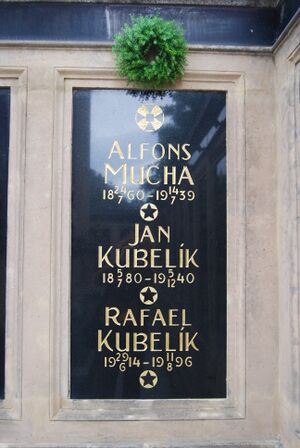 ALFONS
MUCHA
18 24/7 60-19 14/7 39
JAN
KUBELÍK
18 5/7 80-19 5/12 40
RAFAEL
KUBELÍK
19 29/6 14-19 11/8 96